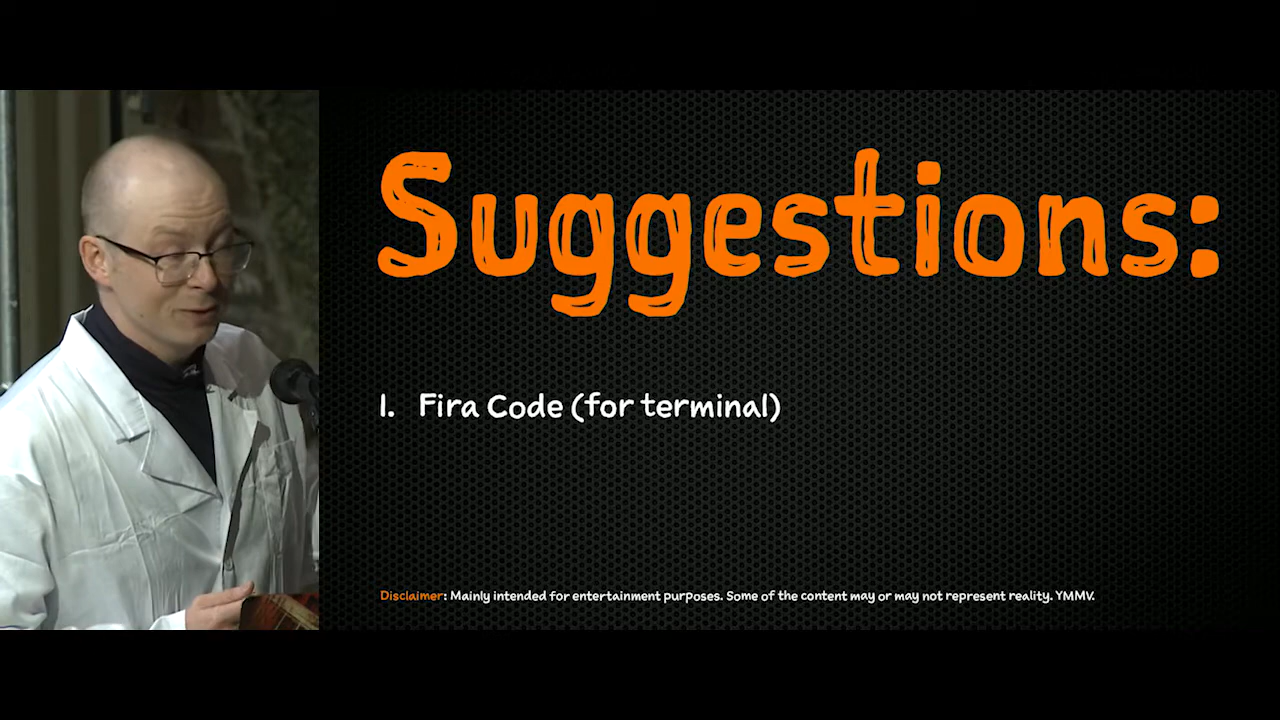 Suggestions:
1. Fira Code (for terminal)
Disclaimer: Mainly intended for entertainment purposes. Some of the content may or may not represent reality. YMMV.